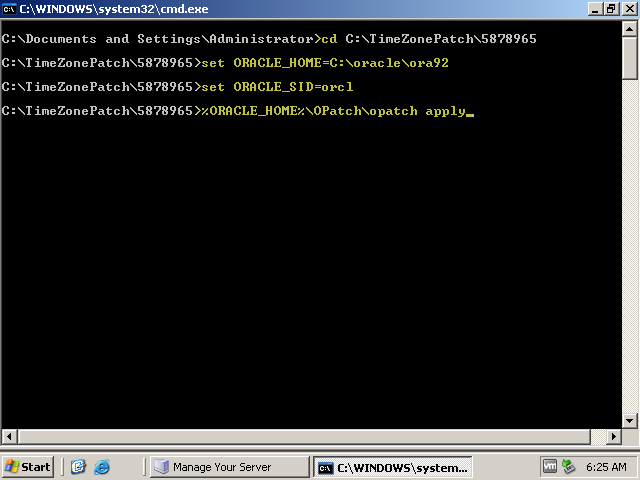 C:\WINDOWS\system32\cmd.exe
C:\Documents and Settings\Administrator>cd C:\TimeZonePatch\5878965
C:\TimeZonePatch\5878965>set ORACLE_HOME=C:\oracle\ora92
C:\TimeZonePatch\5878965>set ORACLE_SID=orcl
C:\TimeZonePatch\5878965>%ORACLE_HOME%\OPatch\opatch apply_
Start
Manage Your Server
C:\WINDOWS\system...
vm
6:25 AM